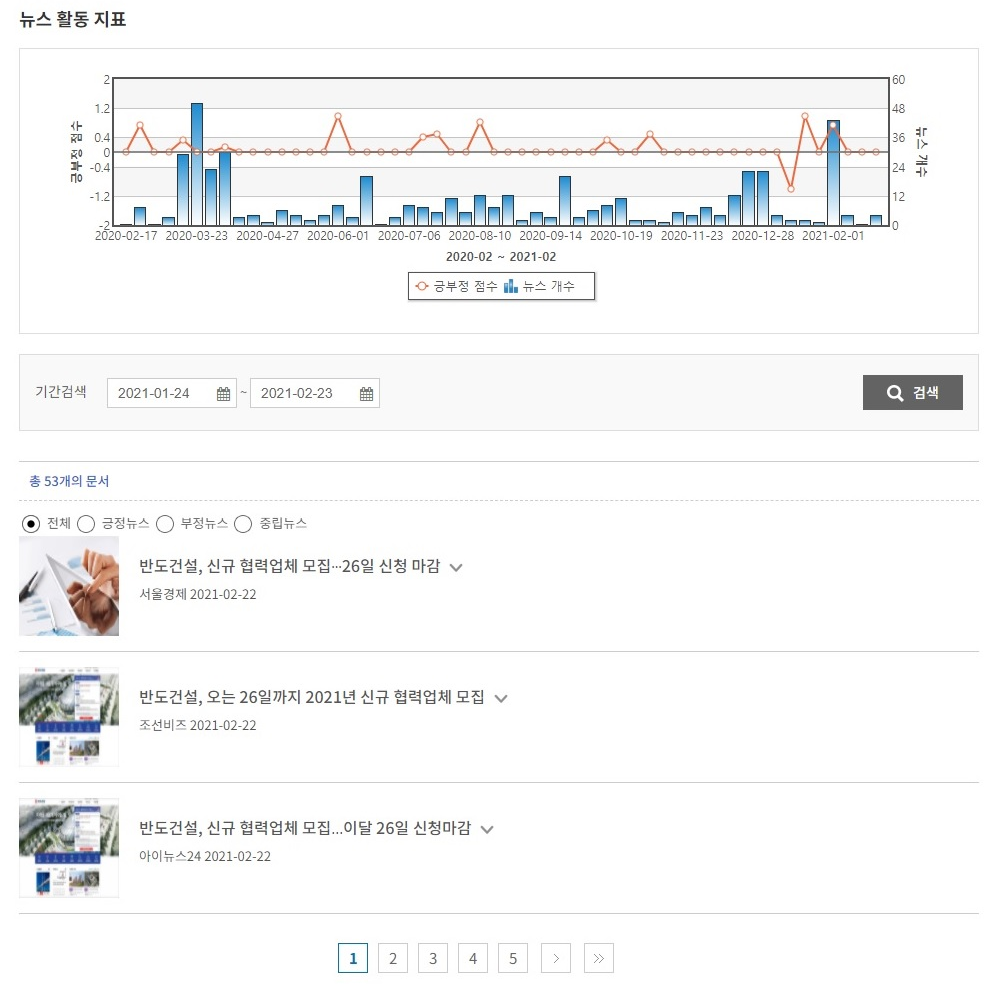 뉴스 활동 지표
2 60
1.2 48
0.4 36
0
-0.4 24
-1.2 12
-2 0
긍부정 점수
뉴스 개수
2020-02-17 2020-03-23 2020-04-27 2020-06-01 2020-07-06 2020-08-10 2020-09-14 2020-10-19 2020-11-23 2020-12-28 2021-02-01
2020-02 ~ 2021-02
긍부정 점수 뉴스 개수
기간검색 2021-01-24 ~ 2021-02-23 검색
총 53개의 문서
전체 긍정뉴스 부정뉴스 중립뉴스
반도건설, 신규 협력업체 모집···26일 신청 마감
서울경제 2021-02-22
반도건설, 오는 26일까지 2021년 신규 협력업체 모집
조선비즈 2021-02-22
반도건설, 신규 협력업체 모집...이달 26일 신청마감
아이뉴스24 2021-02-22
1 2 3 4 5